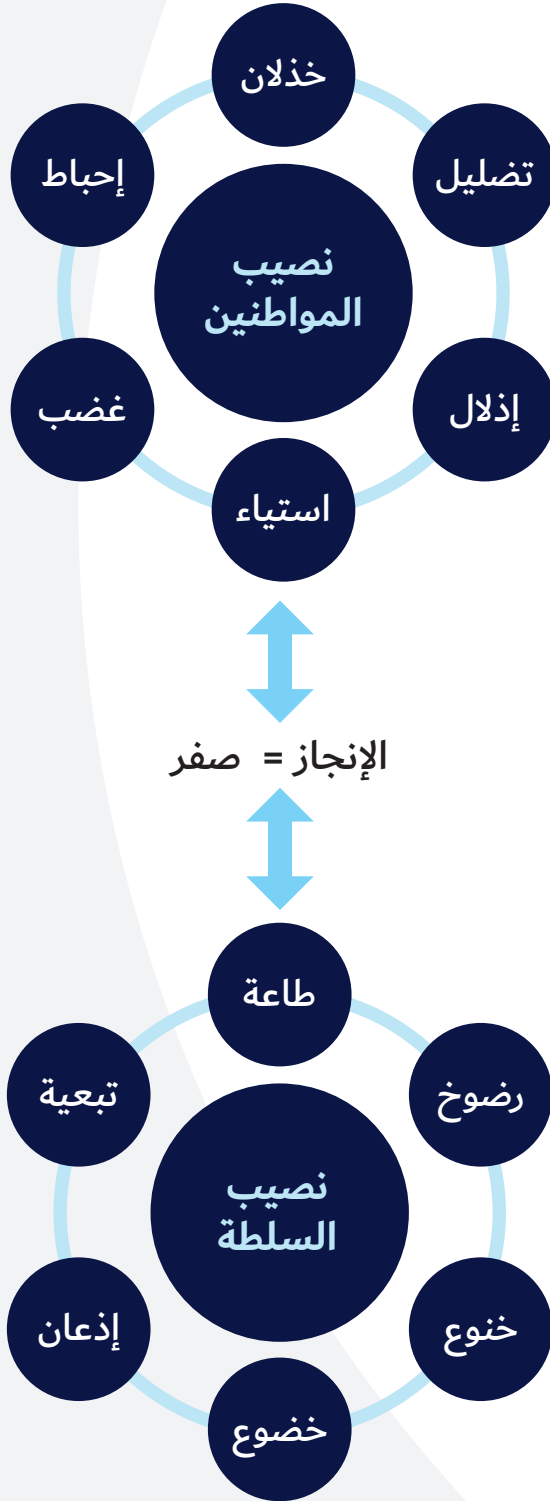 خذلان
إحباط
تضليل
نصيب
المواطنين
غضب
إذلال
استياء
الإنجاز = صفر
طاعة
تبعية
رضوخ
نصيب
السلطة
إذعان
خنوع
خضوع